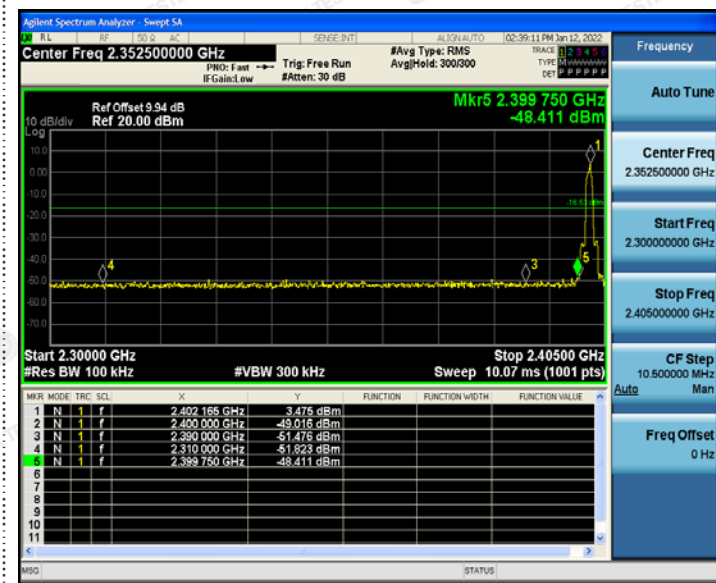 Agilent Spectrum Analyzer - Swept SA
RL RF 50 Ω AC SENSE:INT ALIGNAUTO 02:39:11 PM Jan 12, 2022
Center Freq 2.352500000 GHz
PNO: Fast
IFGain:Low
Trig: Free Run
#Atten: 30 dB
#Avg Type: RMS
Avg|Hold: 300/300
TRACE 1 2 3 4 5 6
TYPE M
DET P P P P P P
Ref Offset 9.94 dB
10 dB/div Ref 20.00 dBm
Log
Mkr5 2.399 750 GHz
-48.411 dBm
10.0
0.00
-10.0
-20.0
-30.0
-40.0
-50.0
-60.0
-70.0
1
4
3
5
Start 2.30000 GHz Stop 2.40500 GHz
#Res BW 100 kHz #VBW 300 kHz Sweep 10.07 ms (1001 pts)
MKR MODE TRC SCL X Y FUNCTION FUNCTION WIDTH FUNCTION VALUE
1 N 1 f 2.402 165 GHz 3.475 dBm
2 N 1 f 2.400 000 GHz -49.016 dBm
3 N 1 f 2.390 000 GHz -51.476 dBm
4 N 1 f 2.310 000 GHz -51.823 dBm
5 N 1 f 2.399 750 GHz -48.411 dBm
6
7
8
9
10
11
MSG STATUS
Frequency
Auto Tune
Center Freq
2.352500000 GHz
Start Freq
2.300000000 GHz
Stop Freq
2.405000000 GHz
CF Step
10.500000 MHz
Auto Man
Freq Offset
0 Hz